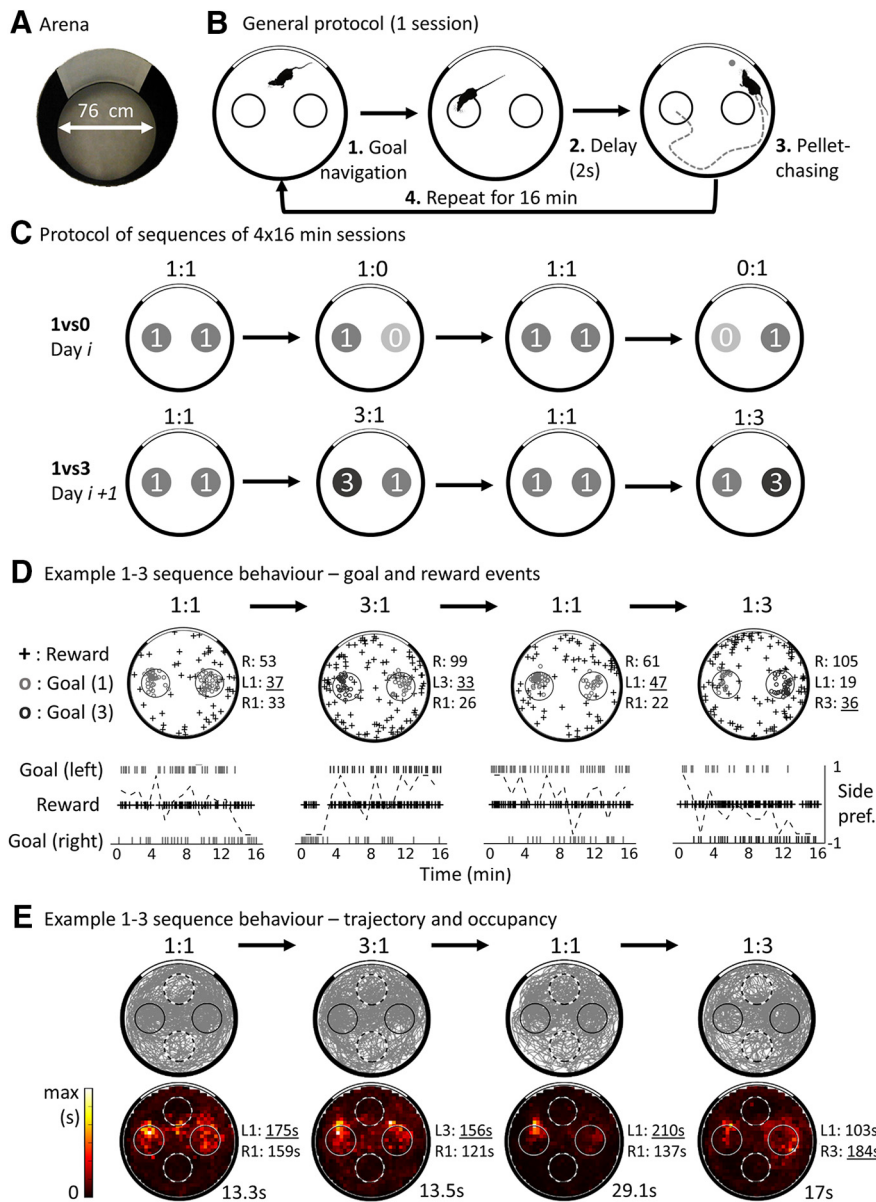 A Arena
76 cm
B General protocol (1 session)
1. Goal navigation
2. Delay (2s)
3. Pellet-chasing
4. Repeat for 16 min
C Protocol of sequences of 4x16 min sessions
1:1 1:0 1:1 0:1
1vs0
Day i
1 1 1 0 1 1 0 1
1:1 3:1 1:1 1:3
1vs3
Day i +1
1 1 3 1 1 1 1 3
D Example 1-3 sequence behaviour – goal and reward events
1:1 3:1 1:1 1:3
+ : Reward
o : Goal (1)
o : Goal (3)
R: 53
L1: 37
R1: 33
R: 99
L3: 33
R1: 26
R: 61
L1: 47
R1: 22
R: 105
L1: 19
R3: 36
Goal (left)
Reward
Goal (right)
1
Side pref.
-1
0 4 8 12 16 0 4 8 12 16 0 4 8 12 16 0 4 8 12 16
Time (min)
E Example 1-3 sequence behaviour – trajectory and occupancy
1:1 3:1 1:1 1:3
max
(s)
0
L1: 175s
R1: 159s
13.3s
L3: 156s
R1: 121s
13.5s
L1: 210s
R1: 137s
29.1s
L1: 103s
R3: 184s
17s